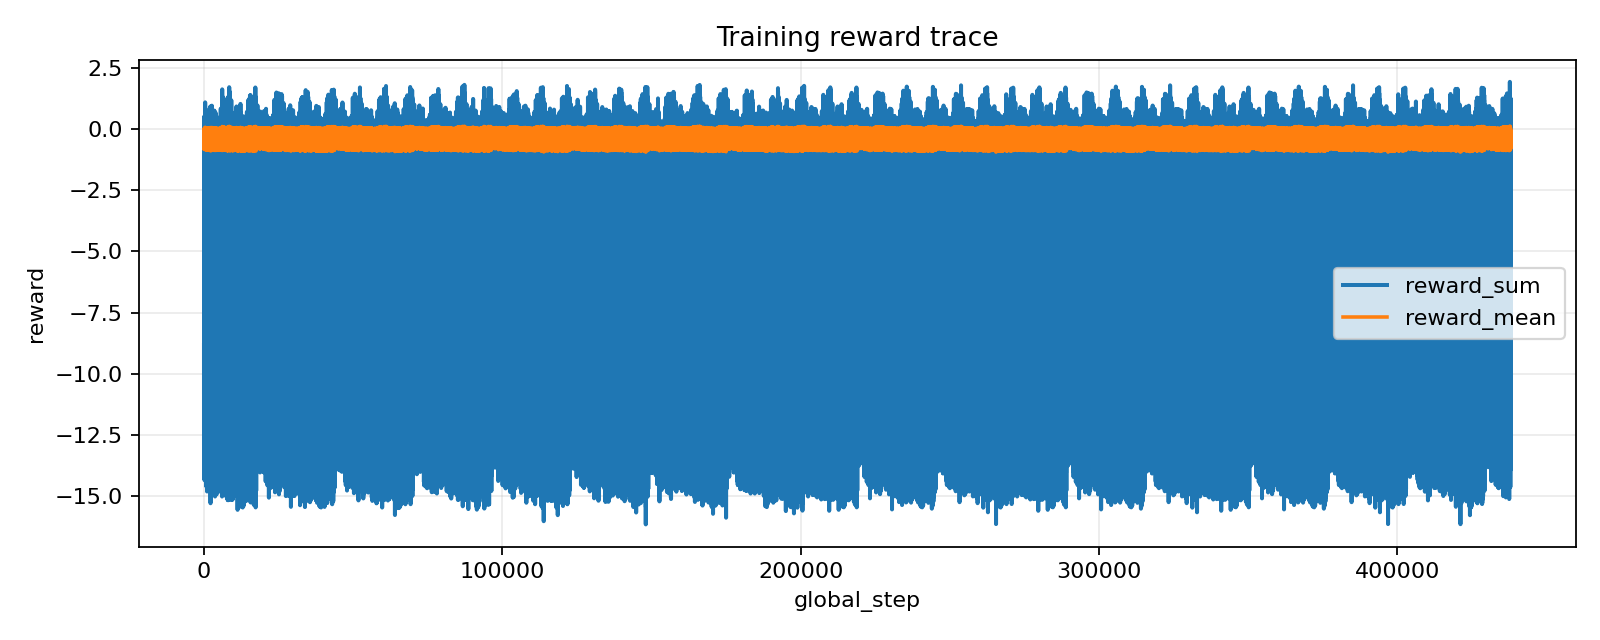 Training reward trace
2.5
0.0
−2.5
−5.0
−7.5
−10.0
−12.5
−15.0
reward
reward_sum
reward_mean
0
100000
200000
300000
400000
global_step